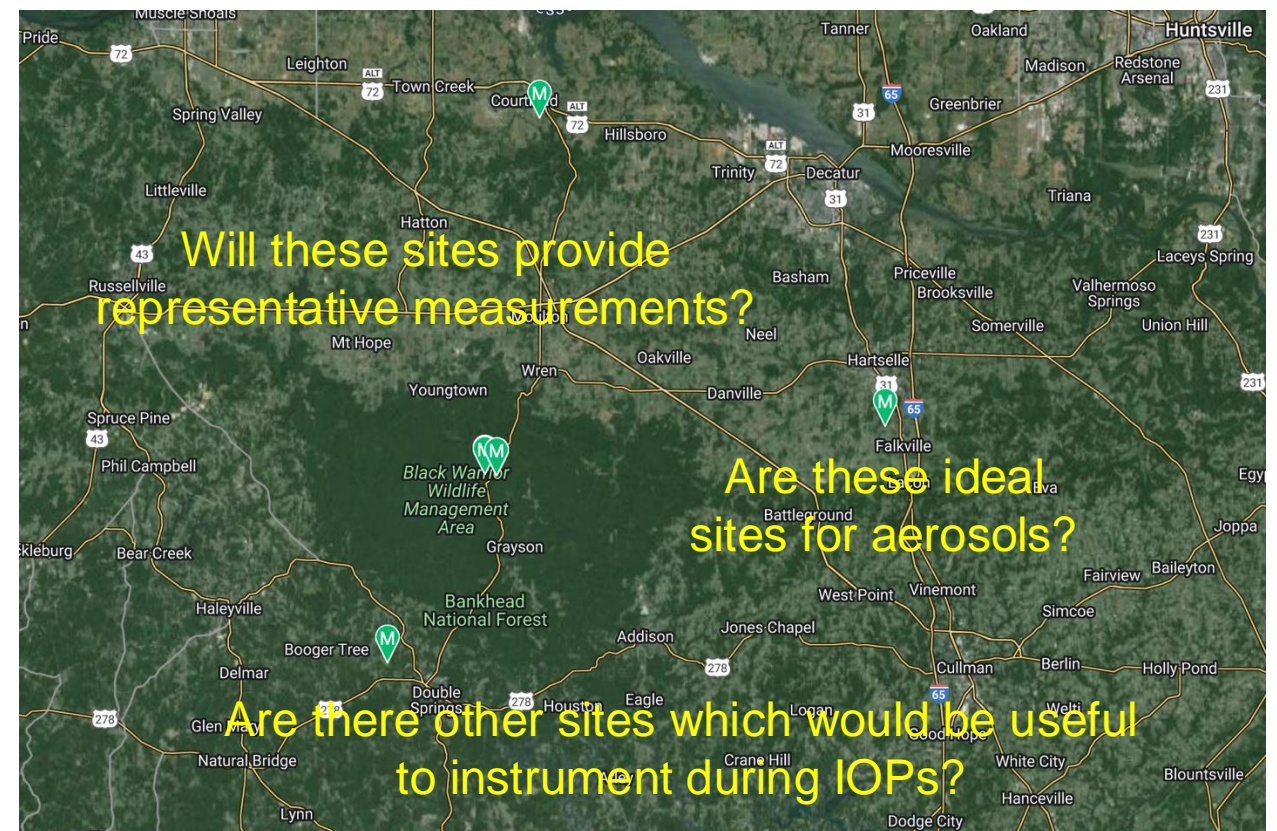 Muscle Shoals
Pride
72
Leighton
ALT
72
Town Creek
Spring Valley
M
ALT
72
Hillsboro
Tanner
Oakland
Huntsville
Madison
Redstone
Arsenal
231
65
31
Greenbrier
Mooresville
Trinity
ALT
72
Decatur
31
Triana
Littleville
Hatton
43
Will these sites provide
representative measurements?
Russellville
Mt Hope
Basham
Priceville
Brooksville
231
Laceys Spring
Valhermoso
Springs
Somerville
Union Hill
Neel
Oakville
Wren
Youngtown
Danville
Hartselle
31
M
65
231
Falkville
Spruce Pine
43
Phil Campbell
M
Black Warrior
Wildlife
Management
Area
Grayson
Are these ideal
sites for aerosols?
Eva
Battleground
Joppa
Bear Creek
Fairview
Baileyton
West Point
Vinemont
Simcoe
Haleyville
Bankhead
National Forest
Booger Tree
M
Addison
Jones Chapel
278
Delmar
Cullman
Berlin
Holly Pond
Double
Springs
278
Houston
Eagle
Logan
65
Welti
278
Glen Mary
Are there other sites which would be useful
to instrument during IOPs?
Good Hope
Natural Bridge
Crane Hill
White City
Blountsville
Hanceville
Lynn
Dodge City